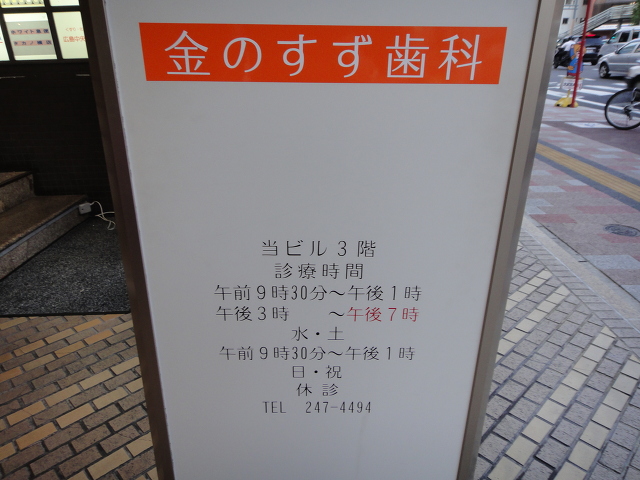 金のすず歯科
当ビル3階
診療時間
午前9時30分～午後1時
午後3時　　～午後7時
水・土
午前9時30分～午後1時
日・祝
休診
TEL 247-4494